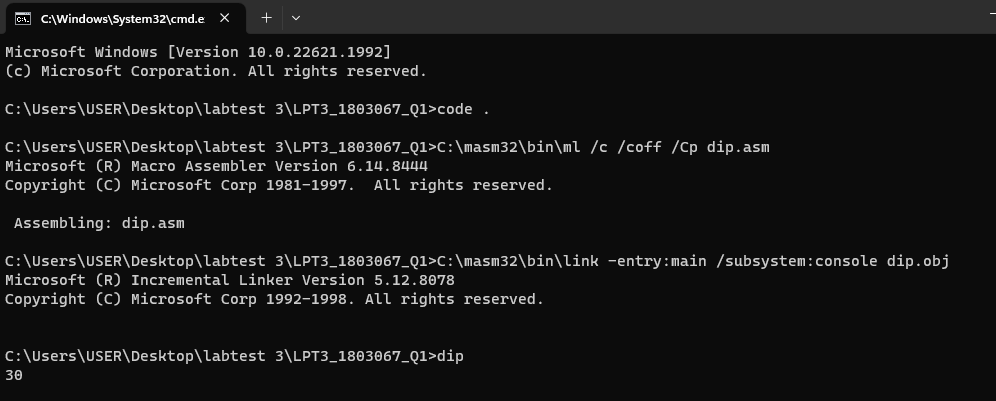 C:\Windows\System32\cmd.e
Microsoft Windows [Version 10.0.22621.1992]
(c) Microsoft Corporation. All rights reserved.
C:\Users\USER\Desktop\labtest 3\LPT3_1803067_Q1>code .
C:\Users\USER\Desktop\labtest 3\LPT3_1803067_Q1>C:\masm32\bin\ml /c /coff /Cp dip.asm
Microsoft (R) Macro Assembler Version 6.14.8444
Copyright (C) Microsoft Corp 1981-1997.  All rights reserved.
 Assembling: dip.asm
C:\Users\USER\Desktop\labtest 3\LPT3_1803067_Q1>C:\masm32\bin\link -entry:main /subsystem:console dip.obj
Microsoft (R) Incremental Linker Version 5.12.8078
Copyright (C) Microsoft Corp 1992-1998. All rights reserved.
C:\Users\USER\Desktop\labtest 3\LPT3_1803067_Q1>dip
30